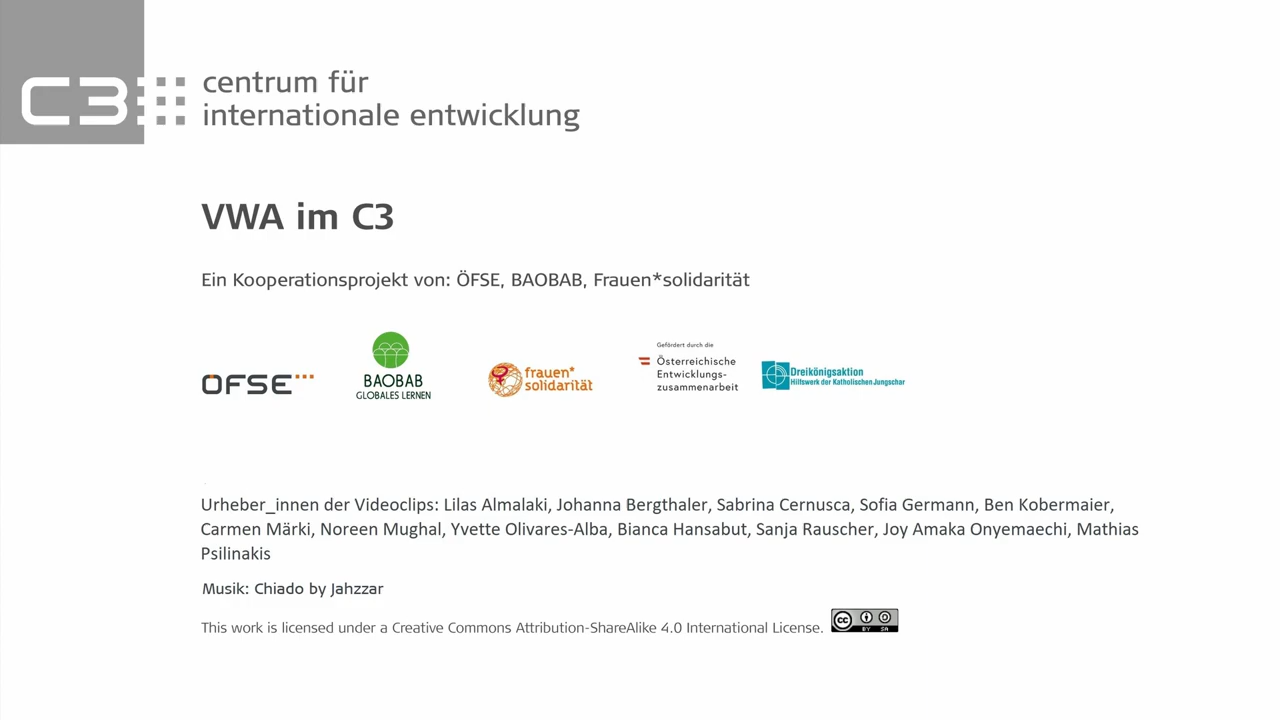 C3
centrum für
internationale entwicklung
VWA im C3
Ein Kooperationsprojekt von: ÖFSE, BAOBAB, Frauen*solidarität
ÖFSE
BAOBAB
GLOBALES LERNEN
frauen*
solidarität
Gefördert durch die
Österreichische
Entwicklungs-
zusammenarbeit
Dreikönigsaktion
Hilfswerk der Katholischen Jungschar
Urheber_innen der Videoclips: Lilas Almalaki, Johanna Bergthaler, Sabrina Cernusca, Sofia Germann, Ben Kobermaier,
Carmen Märki, Noreen Mughal, Yvette Olivares-Alba, Bianca Hansabut, Sanja Rauscher, Joy Amaka Onyemaechi, Mathias
Psilinakis
Musik: Chiado by Jahzzar
This work is licensed under a Creative Commons Attribution-ShareAlike 4.0 International License.
cc BY SA